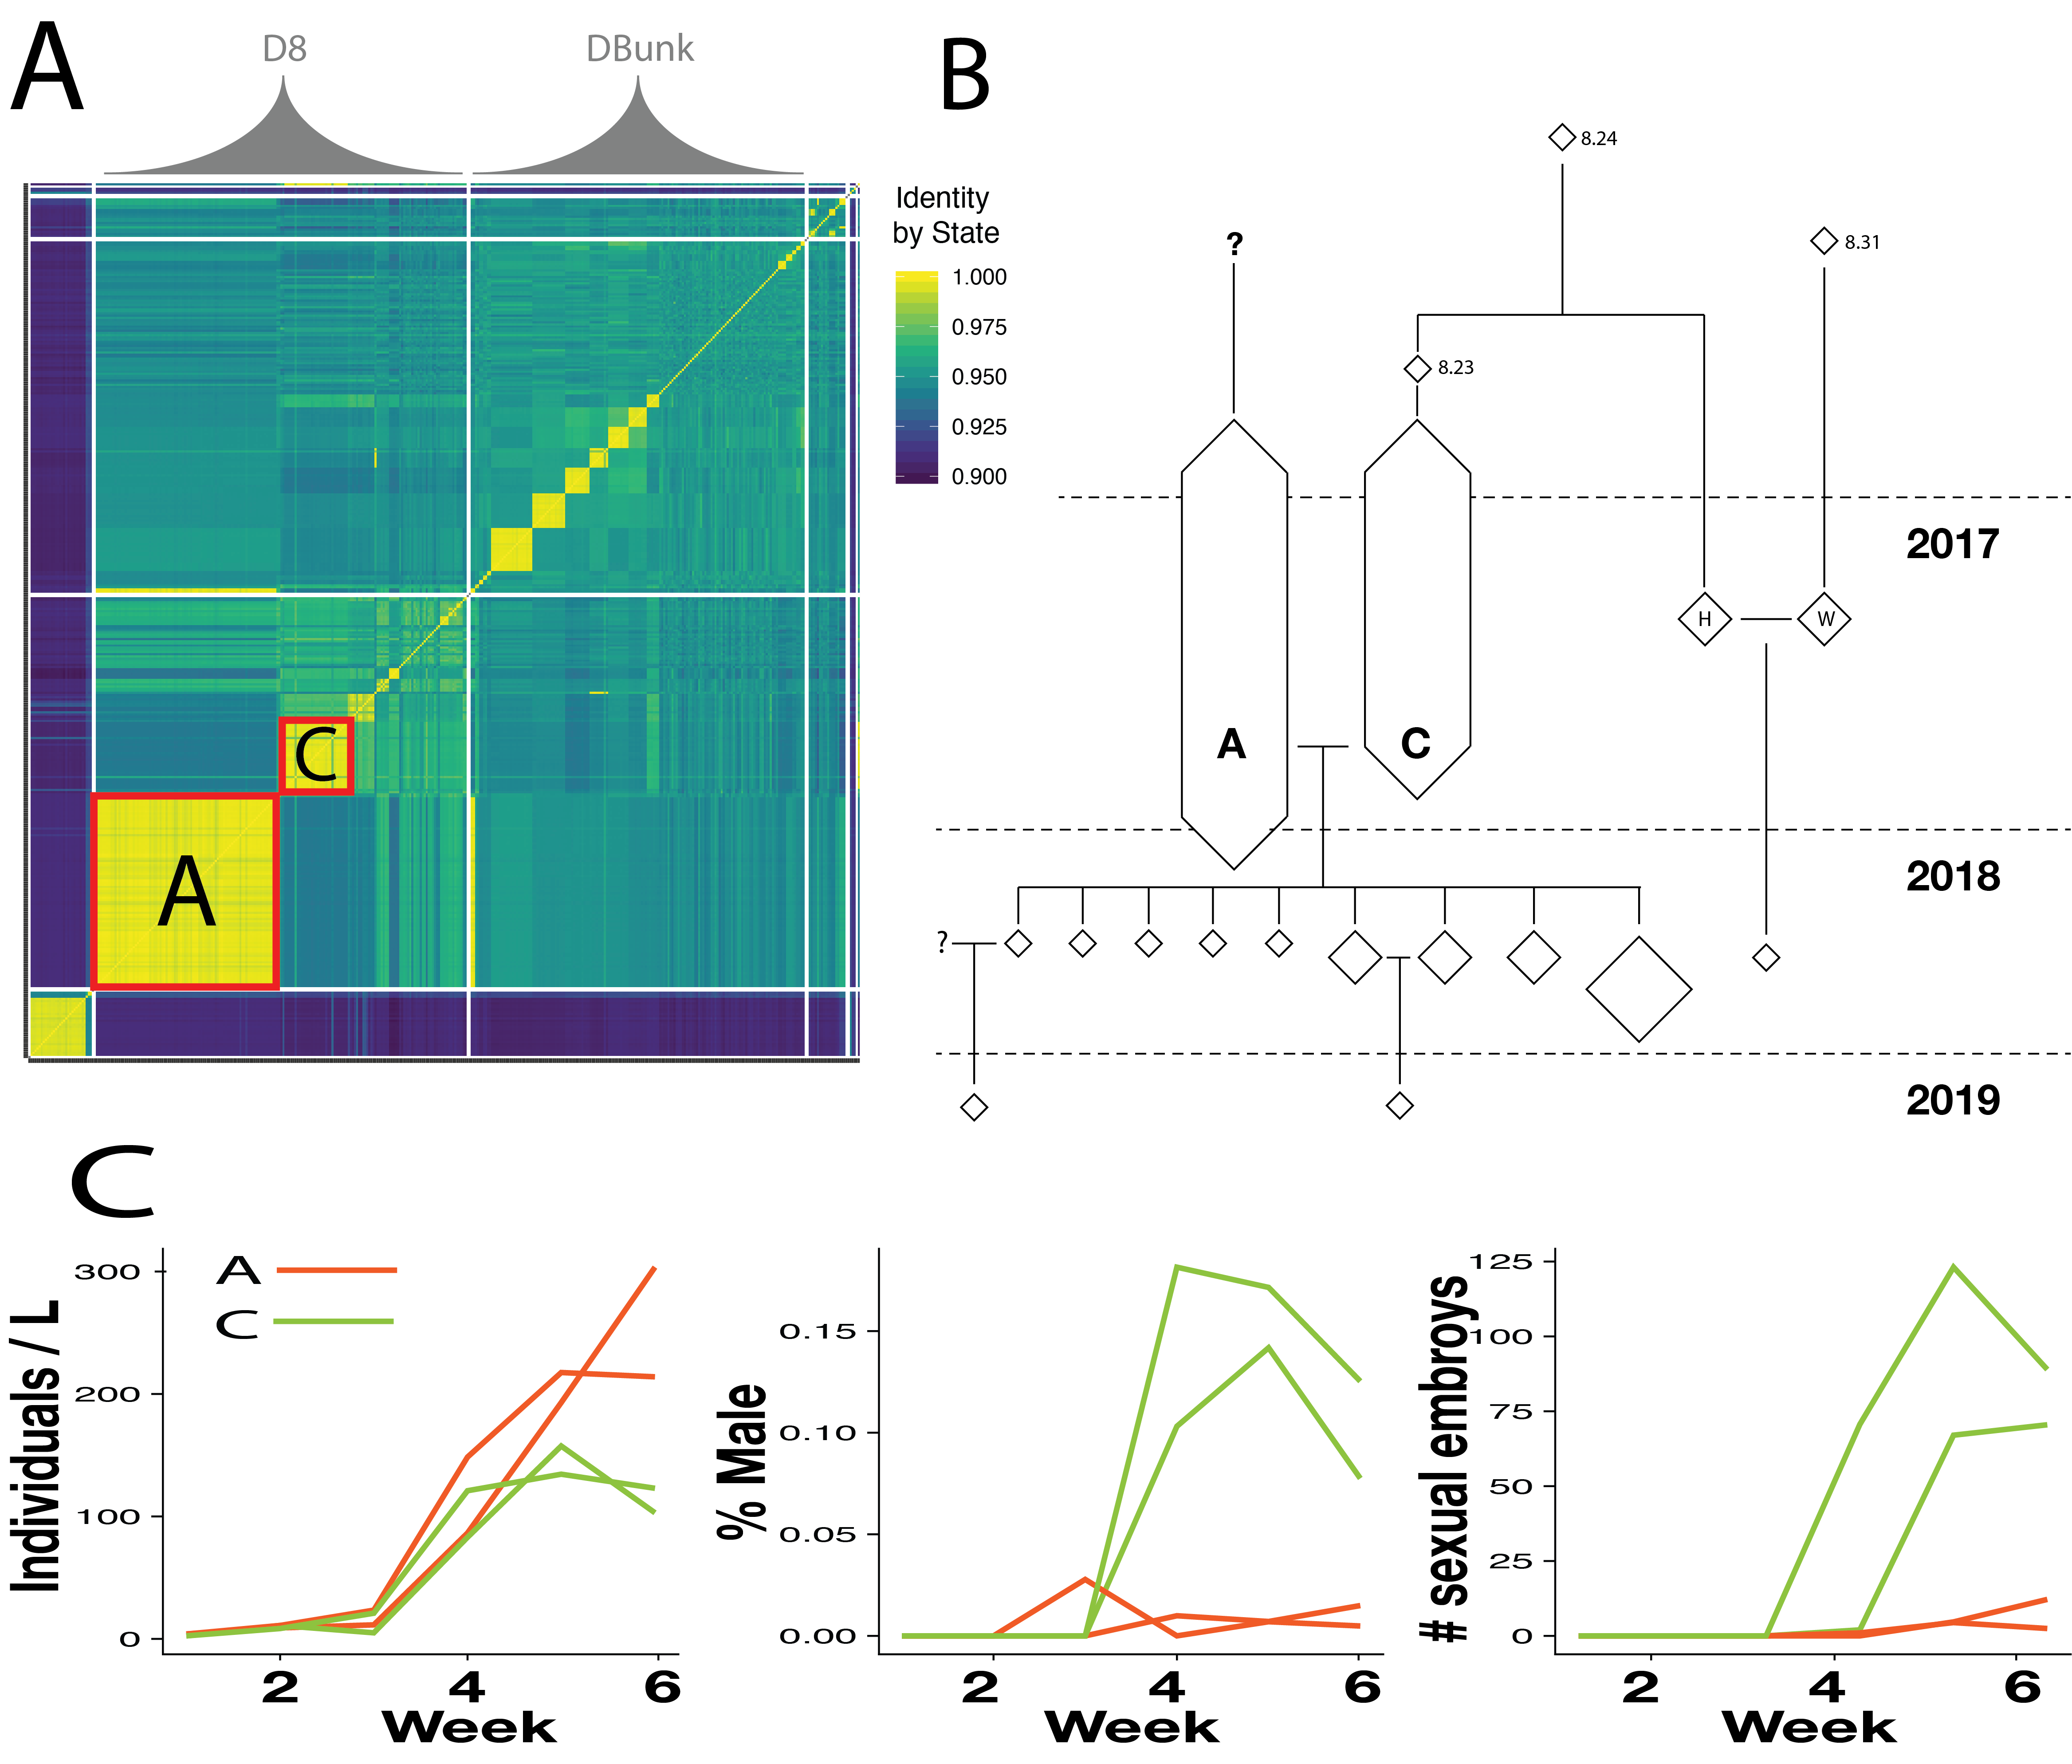 A
D8
DBunk
Identity
by State
1.000
0.975
0.950
0.925
0.900
C
A
B
8.24
?
8.31
8.23
2017
H
W
A
C
2018
?
2019
C
Individuals / L
300
200
100
0
A
C
2
4
6
Week
% Male
0.15
0.10
0.05
0.00
2
4
6
Week
# sexual embroys
125
100
75
50
25
0
2
4
6
Week